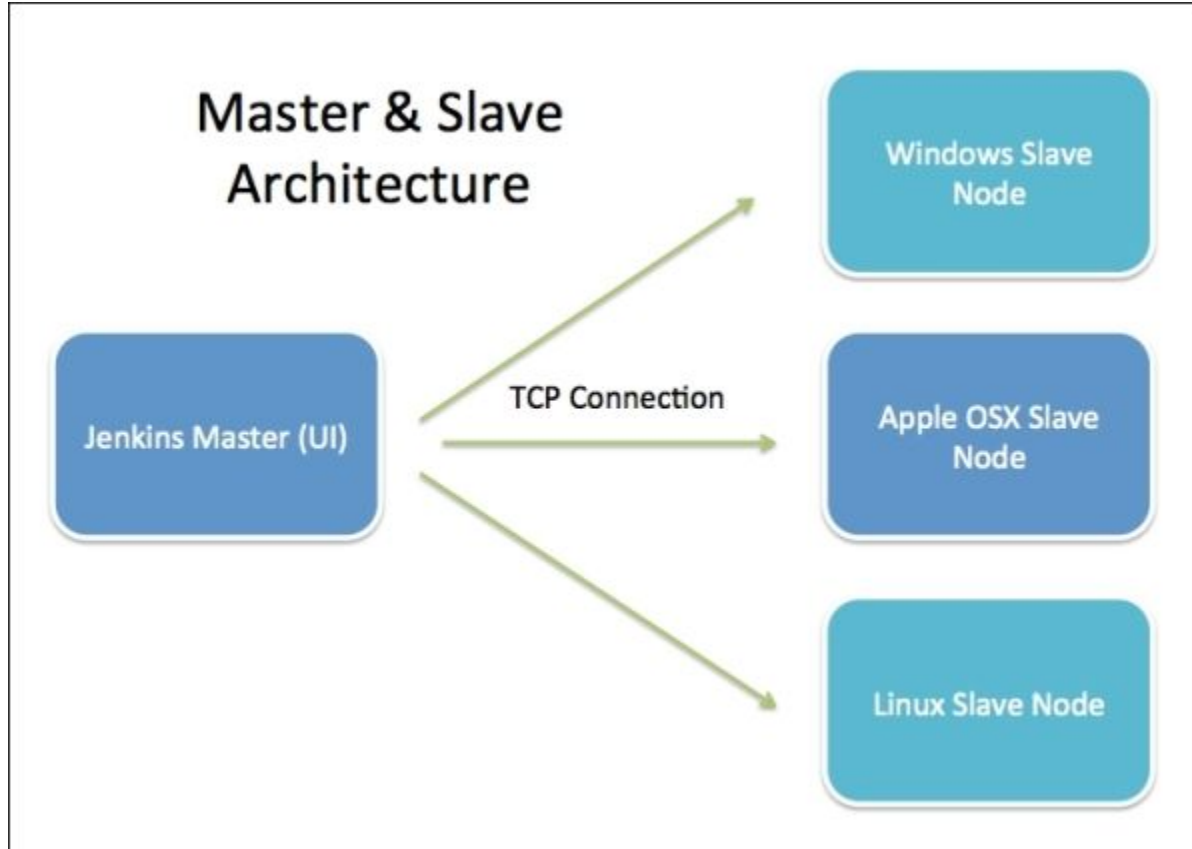 Master & Slave
Architecture
Windows Slave
Node
Jenkins Master (UI)
TCP Connection
Apple OSX Slave
Node
Linux Slave Node